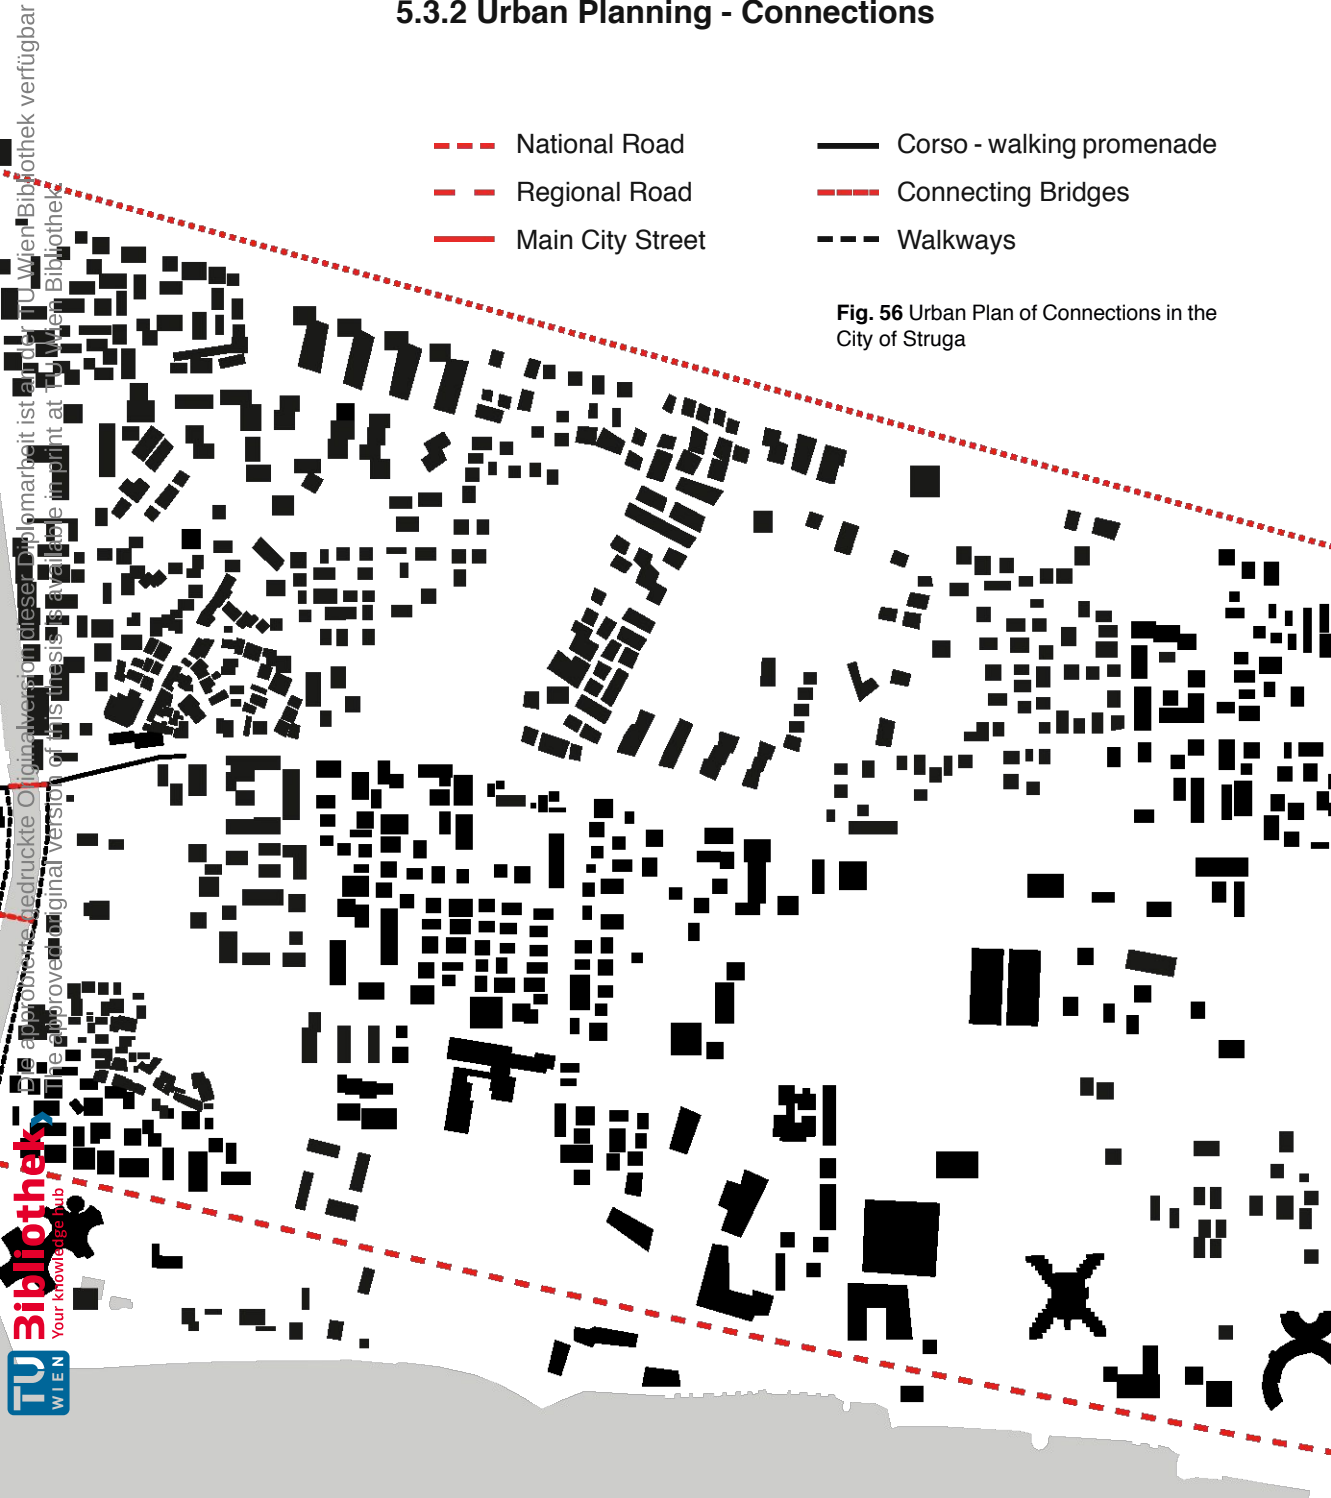 5.3.2 Urban Planning - Connections
National Road
Regional Road
Main City Street
Corso - walking promenade
Connecting Bridges
Walkways
Fig. 56 Urban Plan of Connections in the
City of Struga
Die approbierte gedruckte Originalversion dieser Diplomarbeit ist an der TU Wien Bibliothek verfügbar
The approved original version of this thesis is available in print at TU Wien Bibliothek.
TU WIEN
Bibliothek
Your knowledge hub